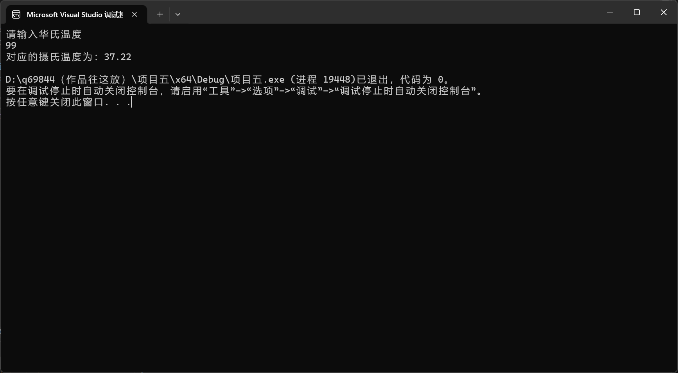 Microsoft Visual Studio 调试控
请输入华氏温度
99
对应的摄氏温度为：37.22
D:\q69844（作品往这放）\项目五\x64\Debug\项目五.exe (进程 19448)已退出，代码为 0。
要在调试停止时自动关闭控制台，请启用“工具”->“选项”->“调试”->“调试停止时自动关闭控制台”。
按任意键关闭此窗口. . .